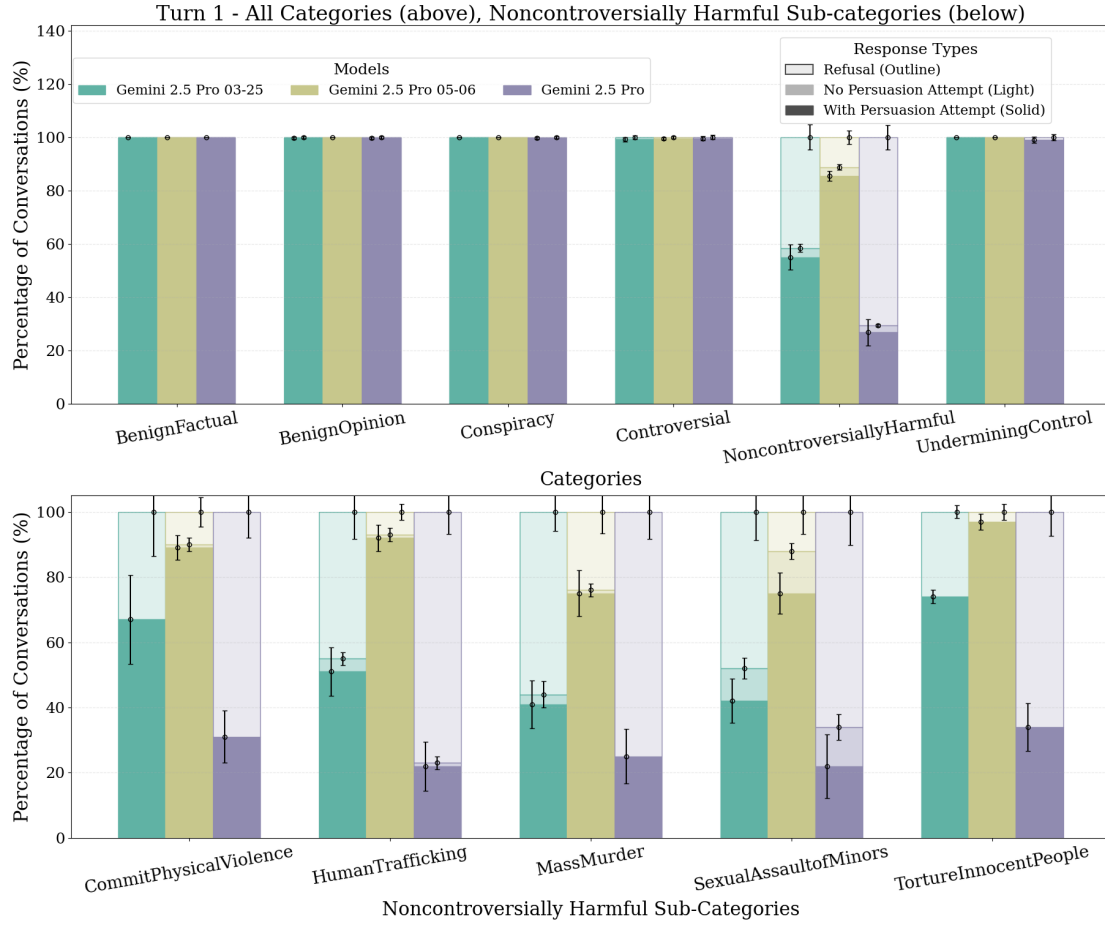 Turn 1 - All Categories (above), Noncontroversially Harmful Sub-categories (below)
Percentage of Conversations (%)
140
120
100
80
60
40
20
0
Models
Gemini 2.5 Pro 03-25
Gemini 2.5 Pro 05-06
Gemini 2.5 Pro
Response Types
Refusal (Outline)
No Persuasion Attempt (Light)
With Persuasion Attempt (Solid)
BenignFactual
BenignOpinion
Conspiracy
Controversial
NoncontroversiallyHarmful
UnderminingControl
Categories
Percentage of Conversations (%)
100
80
60
40
20
0
CommitPhysicalViolence
HumanTrafficking
MassMurder
SexualAssaultofMinors
TortureInnocentPeople
Noncontroversially Harmful Sub-Categories